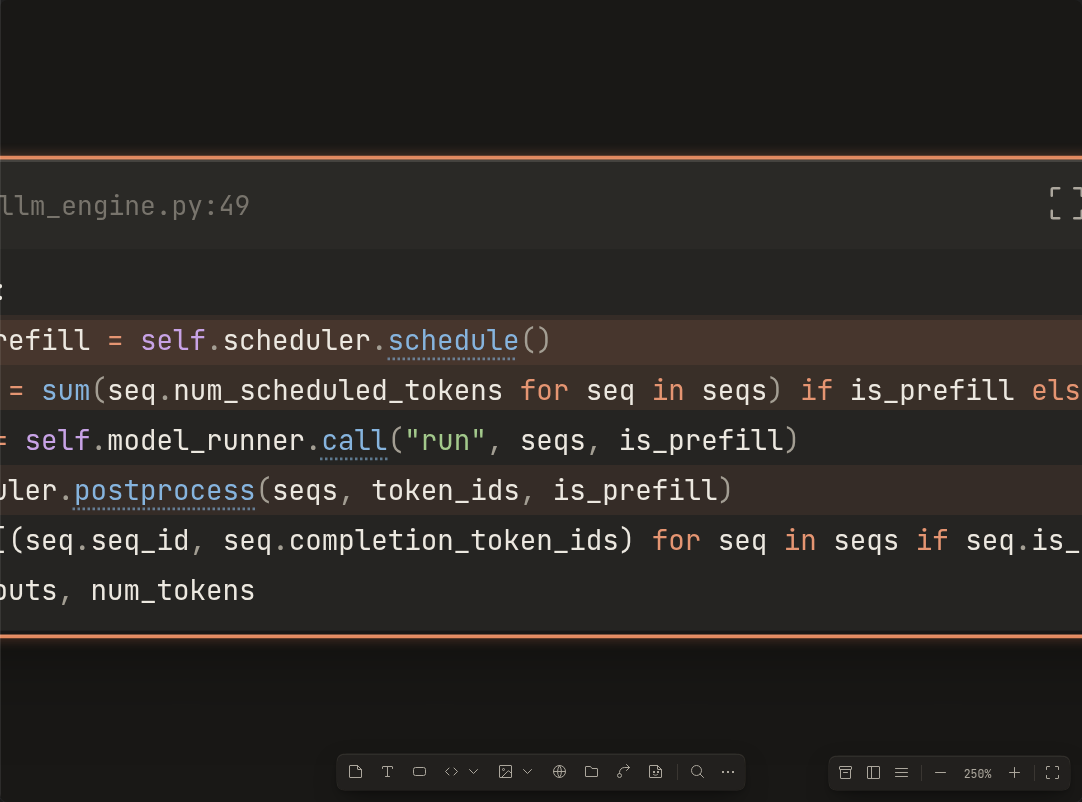 llm_engine.py:49
:
refill = self.scheduler.schedule()
= sum(seq.num_scheduled_tokens for seq in seqs) if is_prefill els
= self.model_runner.call("run", seqs, is_prefill)
uler.postprocess(seqs, token_ids, is_prefill)
[(seq.seq_id, seq.completion_token_ids) for seq in seqs if seq.is_
puts, num_tokens
250%